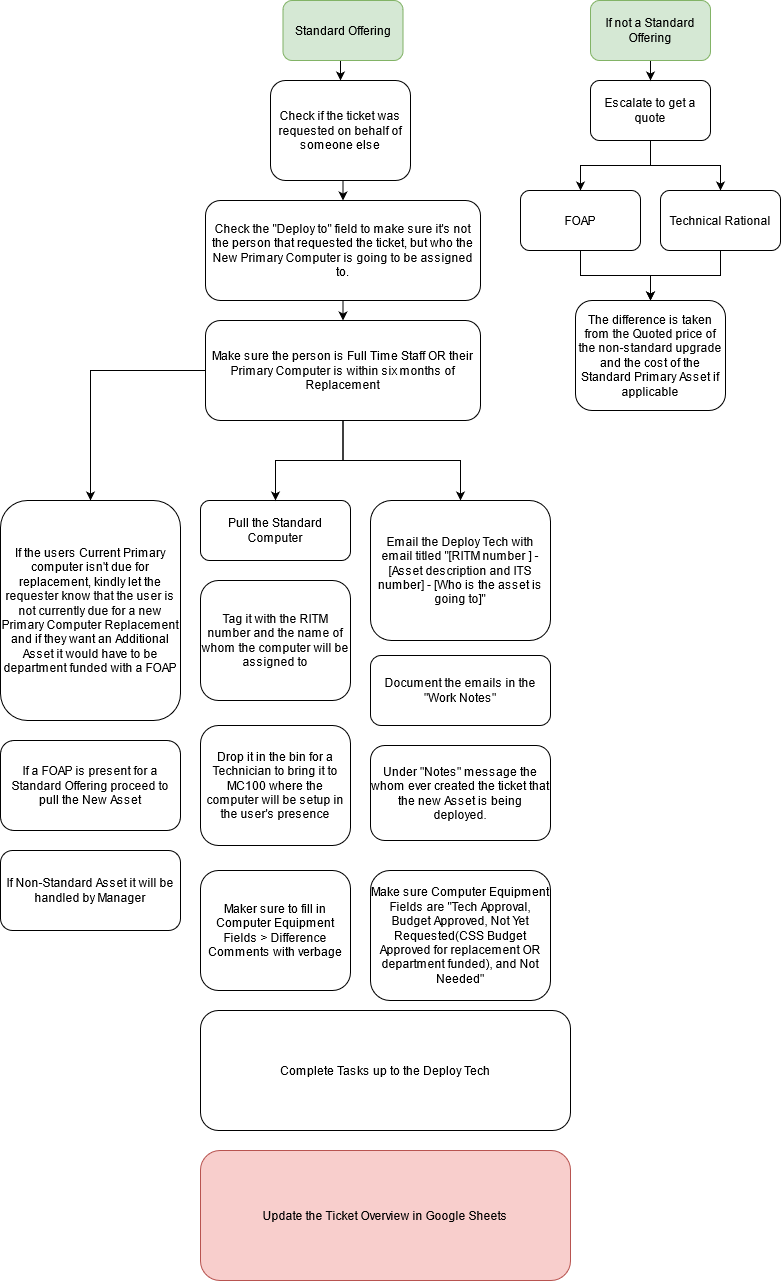 Standard Offering
If not a Standard
Offering
Check if the ticket was
requested on behalf of
someone else
Escalate to get a
quote
Check the "Deploy to" field to make sure it's not
the person that requested the ticket, but who the
New Primary Computer is going to be assigned
to.
FOAP
Technical Rational
Make sure the person is Full Time Staff OR their
Primary Computer is within six months of
Replacement
The difference is taken
from the Quoted price of
the non-standard upgrade
and the cost of the
Standard Primary Asset if
applicable
If the users Current Primary
computer isn't due for
replacement, kindly let the
requester know that the user is
not currently due for a new
Primary Computer Replacement
and if they want an Additional
Asset it would have to be
department funded with a FOAP
If a FOAP is present for a
Standard Offering proceed to
pull the New Asset
If Non-Standard Asset it will be
handled by Manager
Pull the Standard
Computer
Tag it with the RITM
number and the name of
whom the computer will be
assigned to
Drop it in the bin for a
Technician to bring it to
MC100 where the
computer will be setup in
the user's presence
Maker sure to fill in
Computer Equipment
Fields > Difference
Comments with verbage
Email the Deploy Tech with
email titled "[RITM number ] -
[Asset description and ITS
number] - [Who is the asset is
going to]"
Document the emails in the
"Work Notes"
Under "Notes" message the
whom ever created the ticket that
the new Asset is being
deployed.
Make sure Computer Equipment
Fields are "Tech Approval,
Budget Approved, Not Yet
Requested(CSS Budget
Approved for replacement OR
department funded), and Not
Needed"
Complete Tasks up to the Deploy Tech
Update the Ticket Overview in Google Sheets